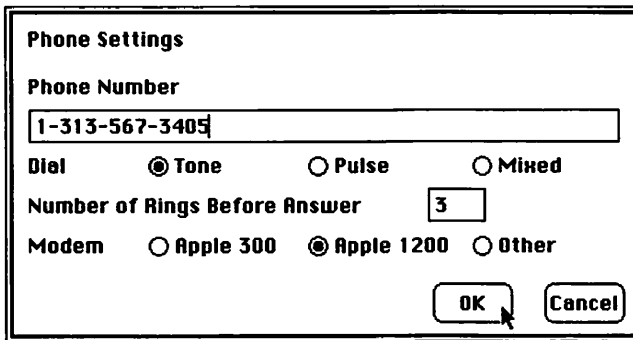 Phone Settings
Phone Number
1-313-567-3405
Dial Tone Pulse Mixed
Number of Rings Before Answer 3
Modem Apple 300 Apple 1200 Other
OK Cancel